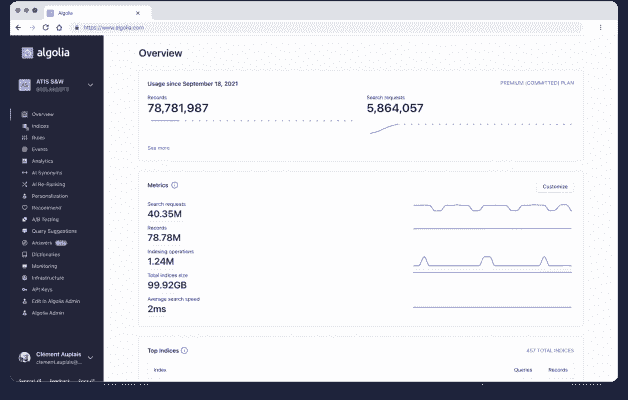 Algolia
https://www.algolia.com
algolia
AS
ATIS S&W
Overview
Indices
Rules
Events
Analytics
AI Synonyms
AI Re-Ranking
Personalization
Recommend
A/B Testing
Query Suggestions
Answers Beta
Dictionaries
Monitoring
Infrastructure
API Keys
Edit in Algolia Admin
Algolia Admin
Clément Auplais
clement.auplais@...
Overview
Usage since September 18, 2021
PREMIUM (COMMITTED) PLAN
Records
78,781,987
Search requests
5,864,057
See more
Metrics
Customize
Search requests
40.35M
Records
78.78M
Indexing operations
1.24M
Total indices size
99.92GB
Average search speed
2ms
Top Indices
457 TOTAL INDICES
Index Queries Records